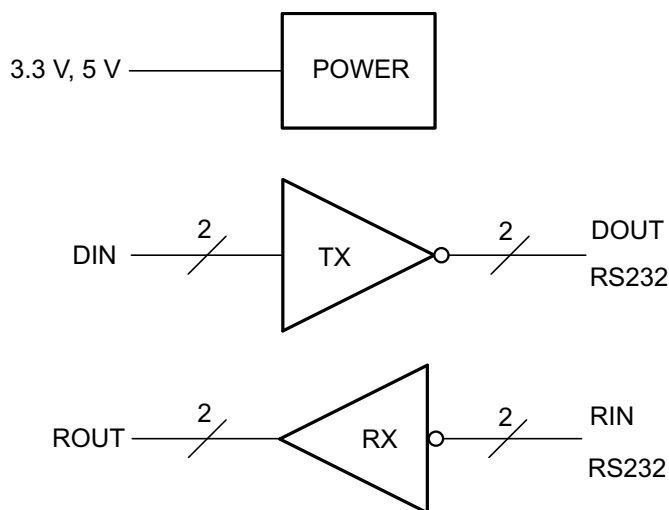 3.3 V, 5 V
POWER
DIN
2
TX
2
DOUT
RS232
ROUT
2
RX
2
RIN
RS232